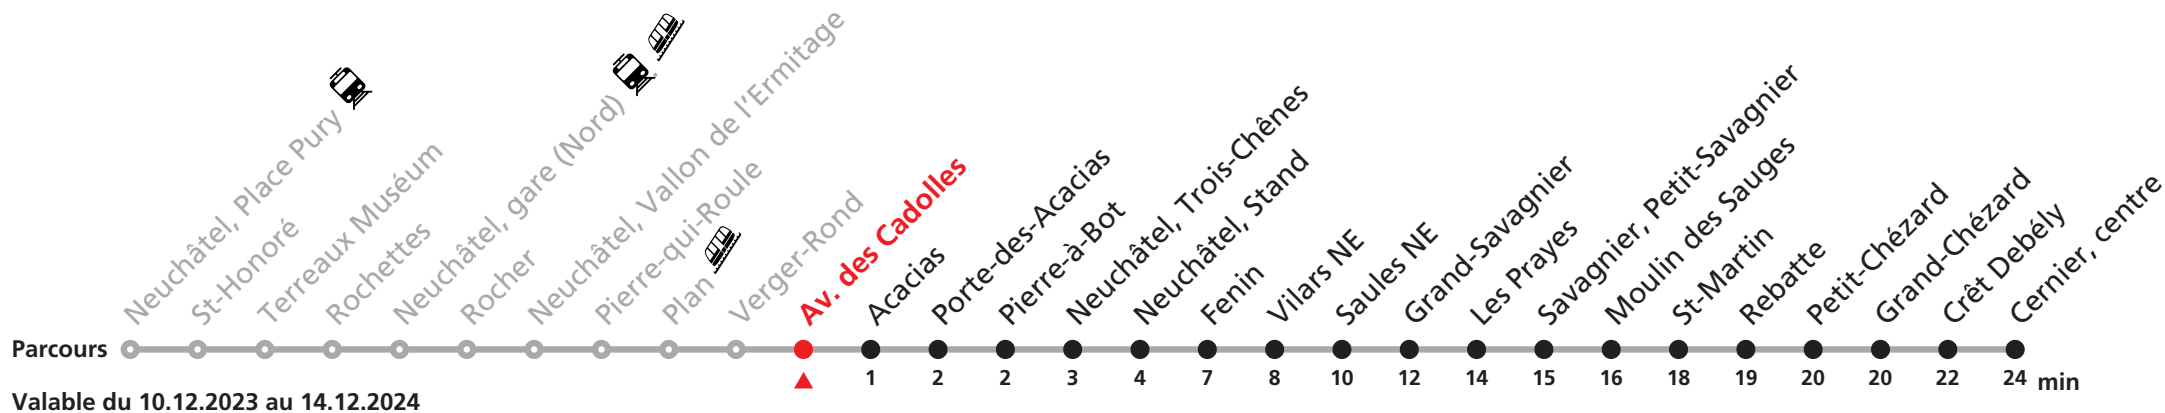 Neuchâtel, Place Pury
St-Honoré
Terreaux Muséum
Rochettes
Neuchâtel, gare (Nord)
Rocher
Neuchâtel, Vallon de l'Ermitage
Pierre-qui-Roule
Plan
Verger-Rond
Av. des Cadolles
Acacias
Porte-des-Acacias
Pierre-à-Bot
Neuchâtel, Trois-Chênes
Neuchâtel, Stand
Fenin
Vilars NE
Saules NE
Grand-Savagnier
Les Prayes
Savagnier, Petit-Savagnier
Moulin des Sauges
St-Martin
Rebatte
Petit-Chézard
Grand-Chézard
Crêt Debély
Cernier, centre
Parcours
1 2 2 3 4 7 8 10 12 14 15 16 18 19 20 20 22 24 min
Valable du 10.12.2023 au 14.12.2024